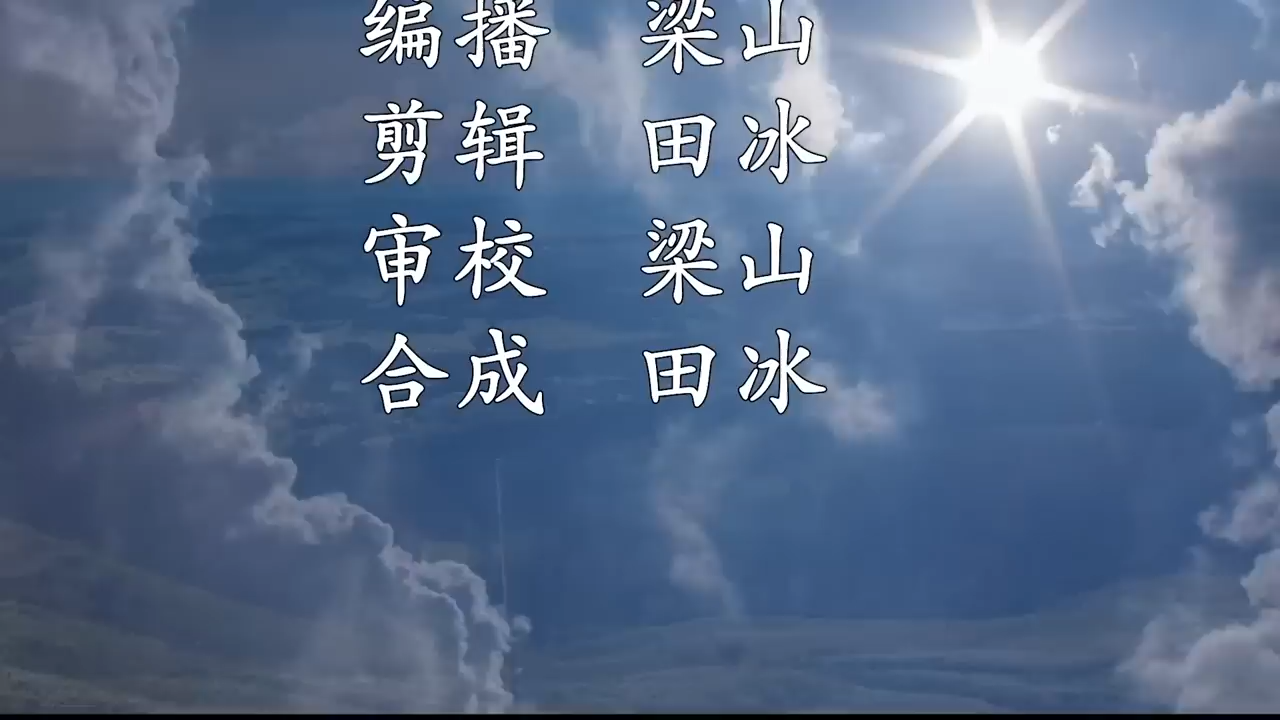 编播 梁山
剪辑 田冰
审校 梁山
合成 田冰